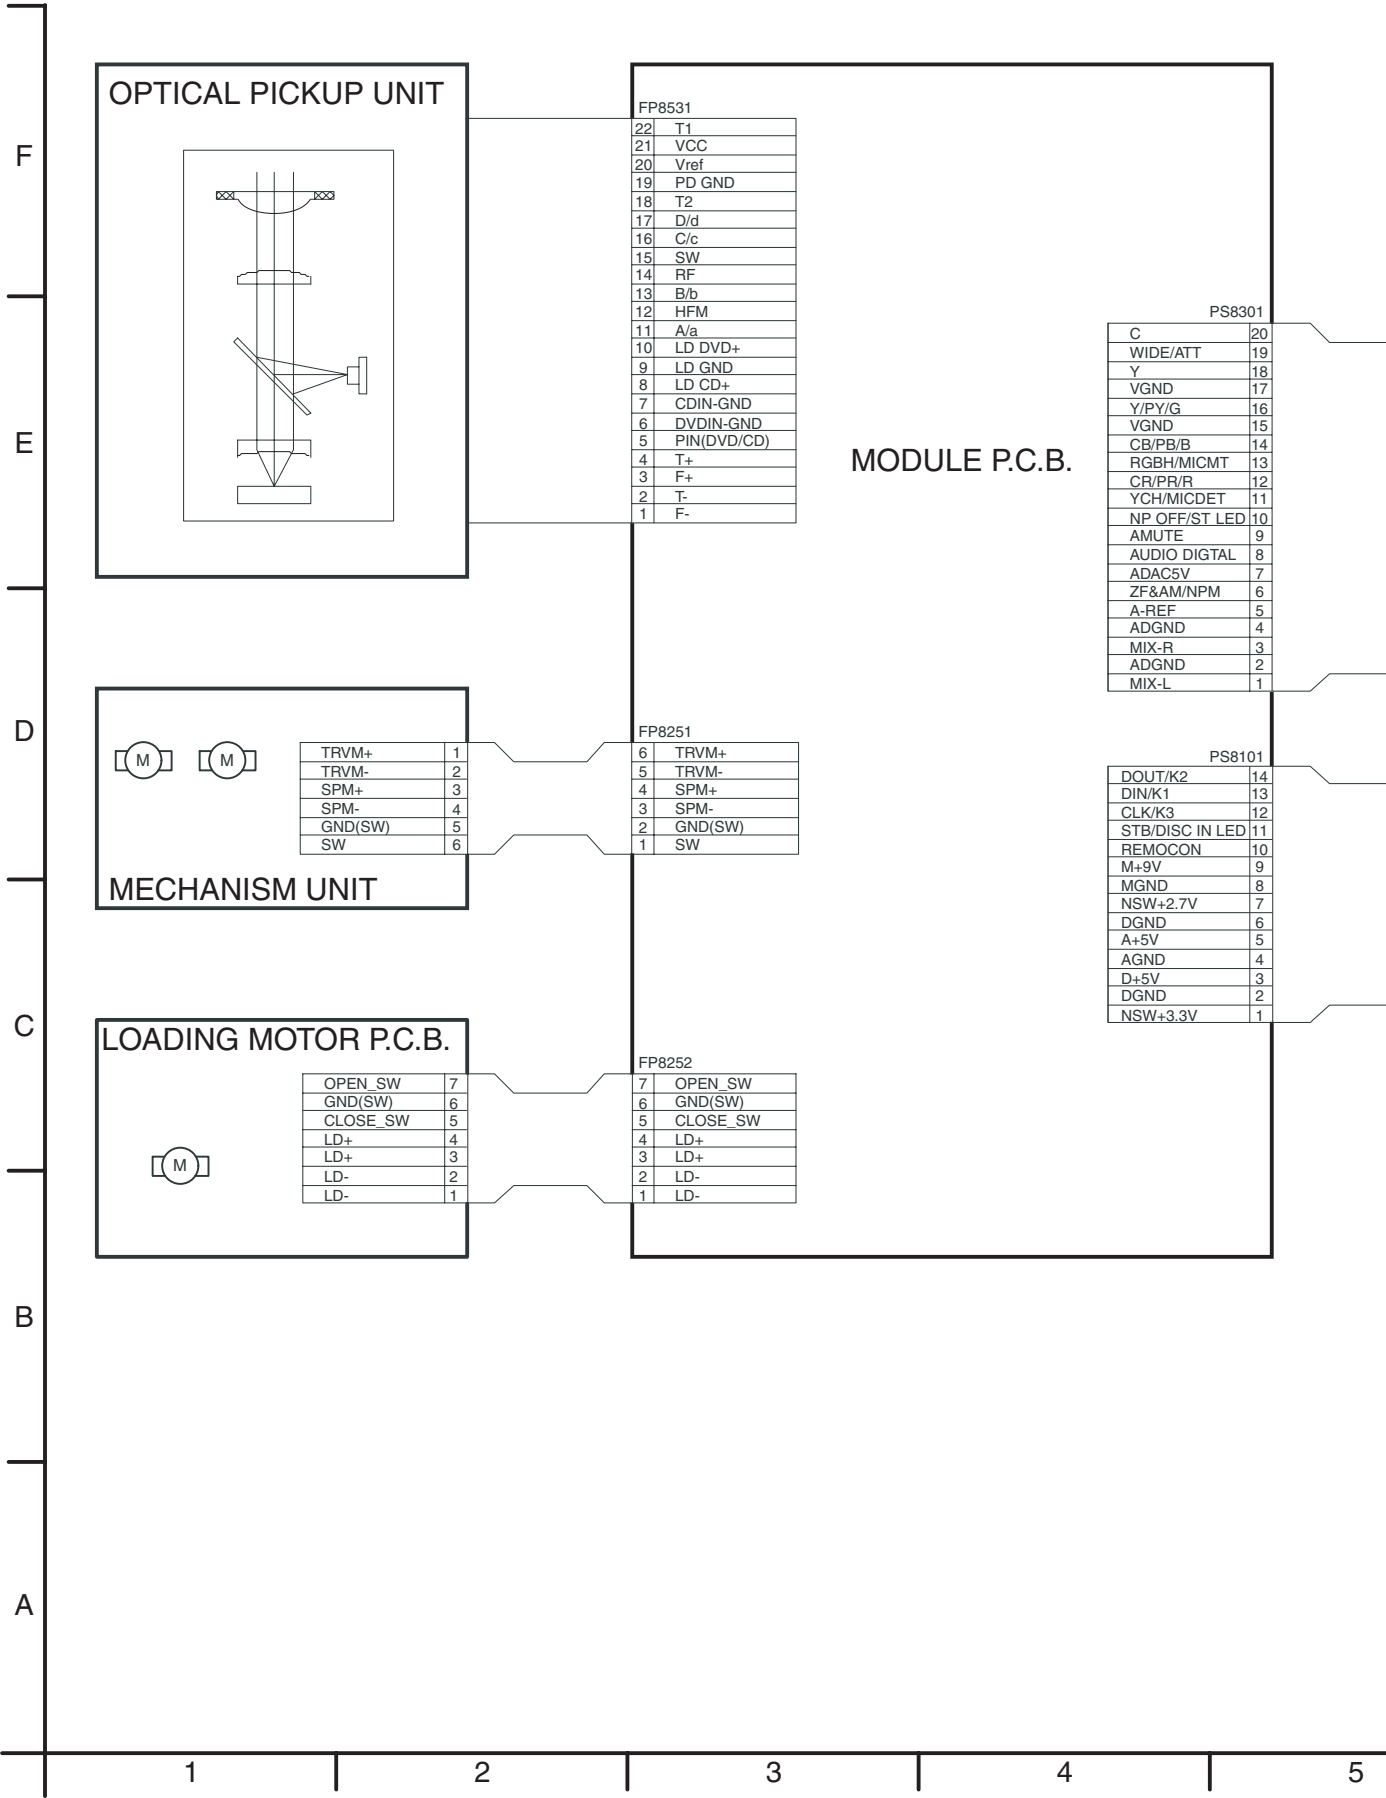 F
E
D
C
B
A
OPTICAL PICKUP UNIT
FP8531
22 T1
21 VCC
20 Vref
19 PD GND
18 T2
17 D/d
16 C/c
15 SW
14 RF
13 B/b
12 HFM
11 A/a
10 LD DVD+
9 LD GND
8 LD CD+
7 CDIN-GND
6 DVDIN-GND
5 PIN(DVD/CD)
4 T+
3 F+
2 T-
1 F-
MODULE P.C.B.
PS8301
C 20
WIDE/ATT 19
Y 18
VGND 17
Y/PY/G 16
VGND 15
CB/PB/B 14
RGBH/MICMT 13
CR/PR/R 12
YCH/MICDET 11
NP OFF/ST LED 10
AMUTE 9
AUDIO DIGTAL 8
ADAC5V 7
ZF&AM/NPM 6
A-REF 5
ADGND 4
MIX-R 3
ADGND 2
MIX-L 1
M M
TRVM+ 1
TRVM- 2
SPM+ 3
SPM- 4
GND(SW) 5
SW 6
MECHANISM UNIT
FP8251
6 TRVM+
5 TRVM-
4 SPM+
3 SPM-
2 GND(SW)
1 SW
PS8101
DOUT/K2 14
DIN/K1 13
CLK/K3 12
STB/DISC IN LED 11
REMOCON 10
M+9V 9
MGND 8
NSW+2.7V 7
DGND 6
A+5V 5
AGND 4
D+5V 3
DGND 2
NSW+3.3V 1
LOADING MOTOR P.C.B.
M
OPEN_SW 7
GND(SW) 6
CLOSE_SW 5
LD+ 4
LD+ 3
LD- 2
LD- 1
FP8252
7 OPEN_SW
6 GND(SW)
5 CLOSE_SW
4 LD+
3 LD+
2 LD-
1 LD-
1 2 3 4 5